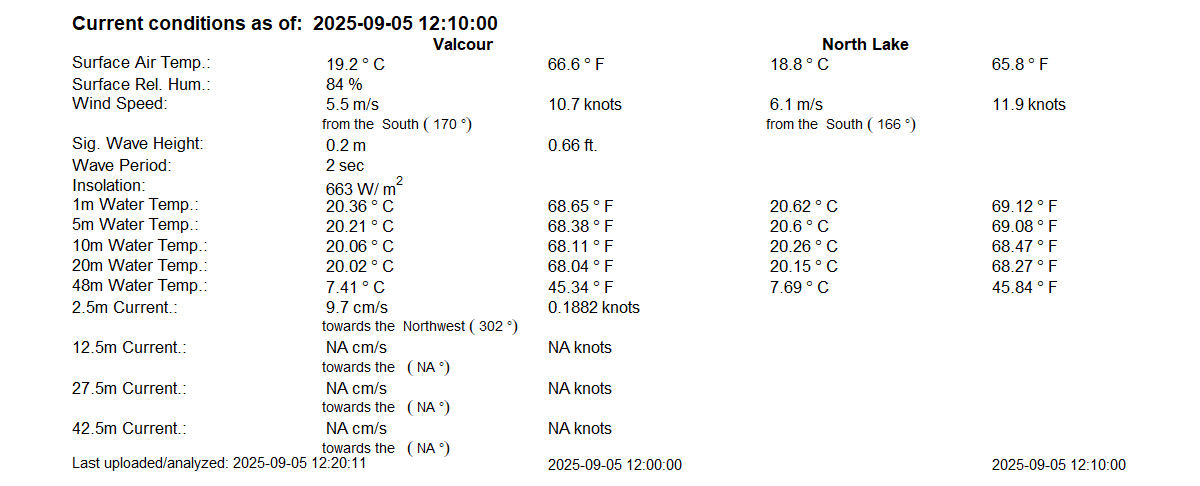 Current conditions as of: 2025-09-05 12:10:00
Valcour North Lake
Surface Air Temp.: 19.2 ° C 66.6 ° F 18.8 ° C 65.8 ° F
Surface Rel. Hum.: 84 %
Wind Speed: 5.5 m/s 10.7 knots 6.1 m/s 11.9 knots
from the South ( 170 °) from the South ( 166 °)
Sig. Wave Height: 0.2 m 0.66 ft.
Wave Period: 2 sec
Insolation: 663 W/ m²
1m Water Temp.: 20.36 ° C 68.65 ° F 20.62 ° C 69.12 ° F
5m Water Temp.: 20.21 ° C 68.38 ° F 20.6 ° C 69.08 ° F
10m Water Temp.: 20.06 ° C 68.11 ° F 20.26 ° C 68.47 ° F
20m Water Temp.: 20.02 ° C 68.04 ° F 20.15 ° C 68.27 ° F
48m Water Temp.: 7.41 ° C 45.34 ° F 7.69 ° C 45.84 ° F
2.5m Current.: 9.7 cm/s 0.1882 knots
towards the Northwest ( 302 °)
12.5m Current.: NA cm/s NA knots
towards the ( NA °)
27.5m Current.: NA cm/s NA knots
towards the ( NA °)
42.5m Current.: NA cm/s NA knots
towards the ( NA °)
Last uploaded/analyzed: 2025-09-05 12:20:11 2025-09-05 12:00:00 2025-09-05 12:10:00